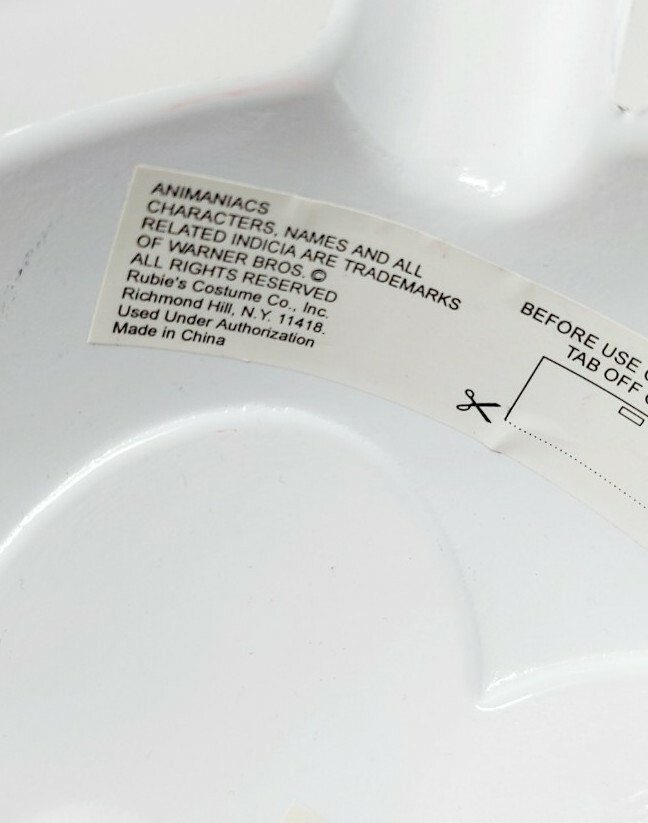 ANIMANIACS
CHARACTERS, NAMES AND ALL
RELATED INDICIA ARE TRADEMARKS
OF WARNER BROS. ©
ALL RIGHTS RESERVED
Rubie's Costume Co., Inc.
Richmond Hill, N.Y. 11418.
Used Under Authorization
Made in China
BEFORE USE
TAB OFF